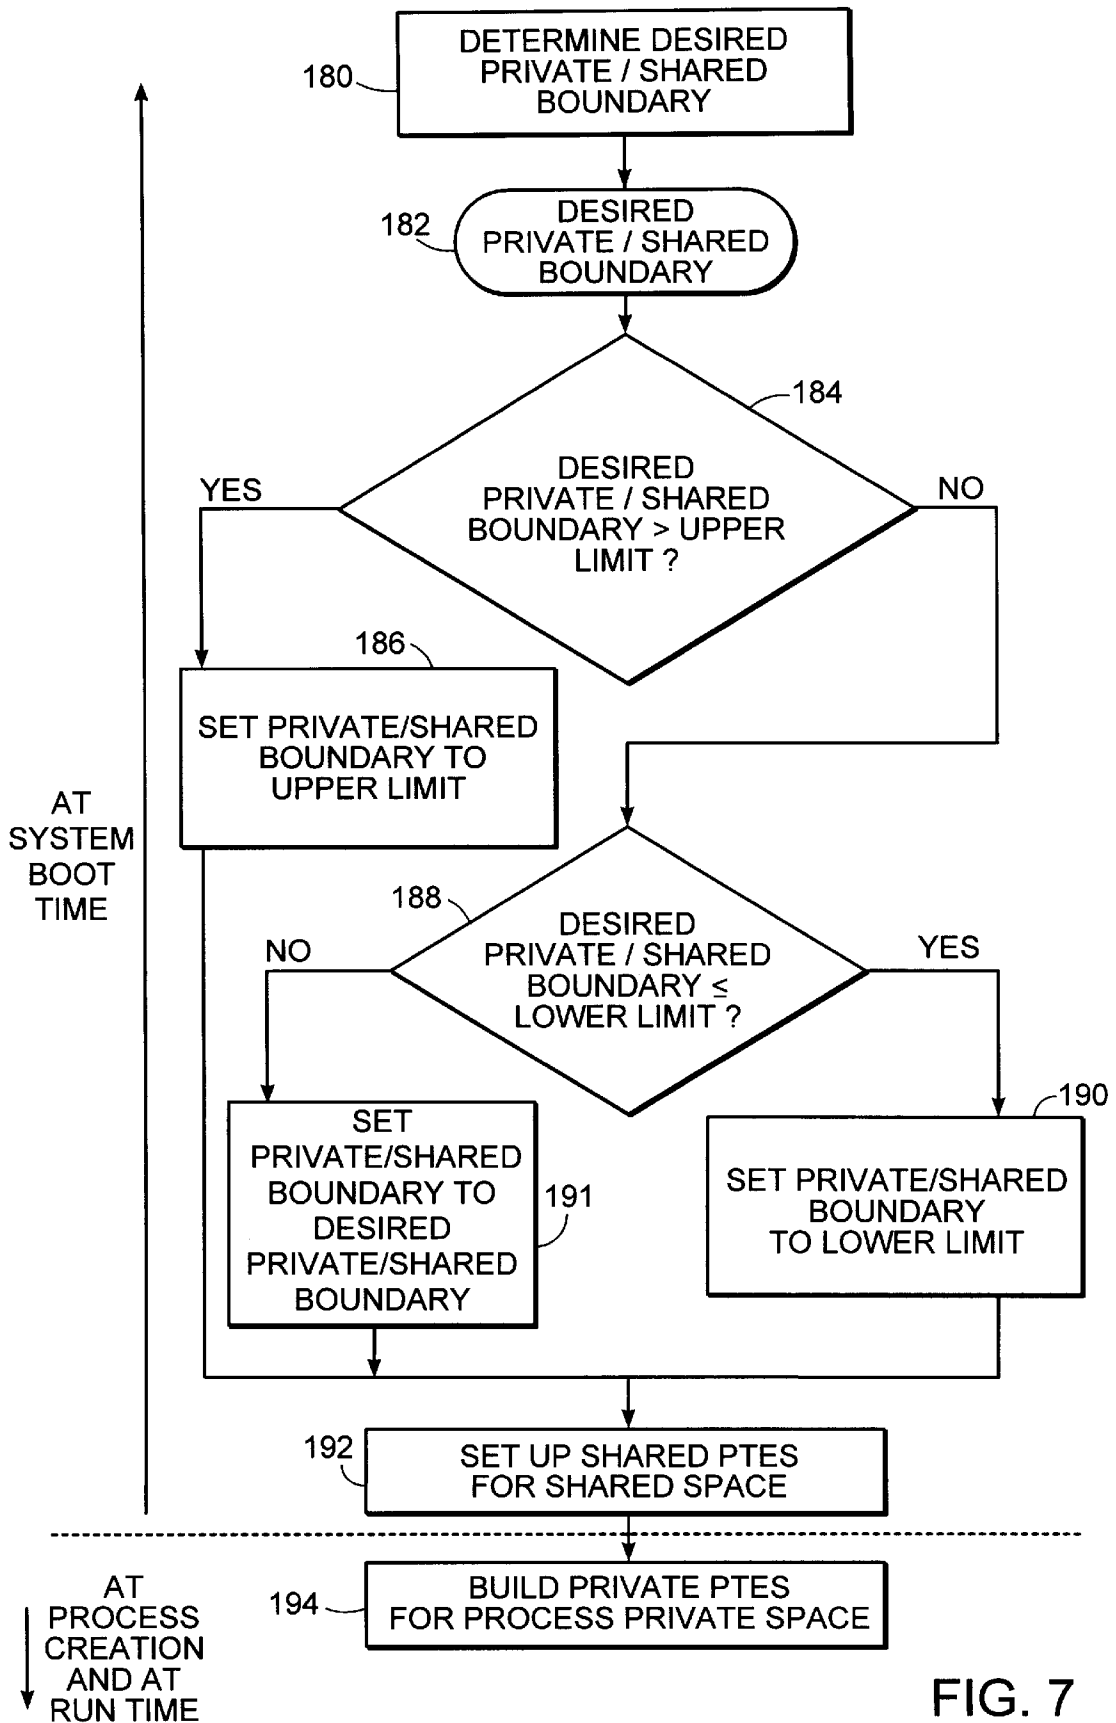 DETERMINE DESIRED
PRIVATE / SHARED
BOUNDARY
180
DESIRED
PRIVATE / SHARED
BOUNDARY
182
184
DESIRED
PRIVATE / SHARED
BOUNDARY > UPPER
LIMIT ?
YES
NO
186
SET PRIVATE/SHARED
BOUNDARY TO
UPPER LIMIT
AT
SYSTEM
BOOT
TIME
188
DESIRED
PRIVATE / SHARED
BOUNDARY ≤
LOWER LIMIT ?
NO
YES
190
SET
PRIVATE/SHARED
BOUNDARY TO
DESIRED
PRIVATE/SHARED
BOUNDARY
191
SET PRIVATE/SHARED
BOUNDARY
TO LOWER LIMIT
192
SET UP SHARED PTES
FOR SHARED SPACE
AT
PROCESS
CREATION
AND AT
RUN TIME
194
BUILD PRIVATE PTES
FOR PROCESS PRIVATE SPACE
FIG. 7